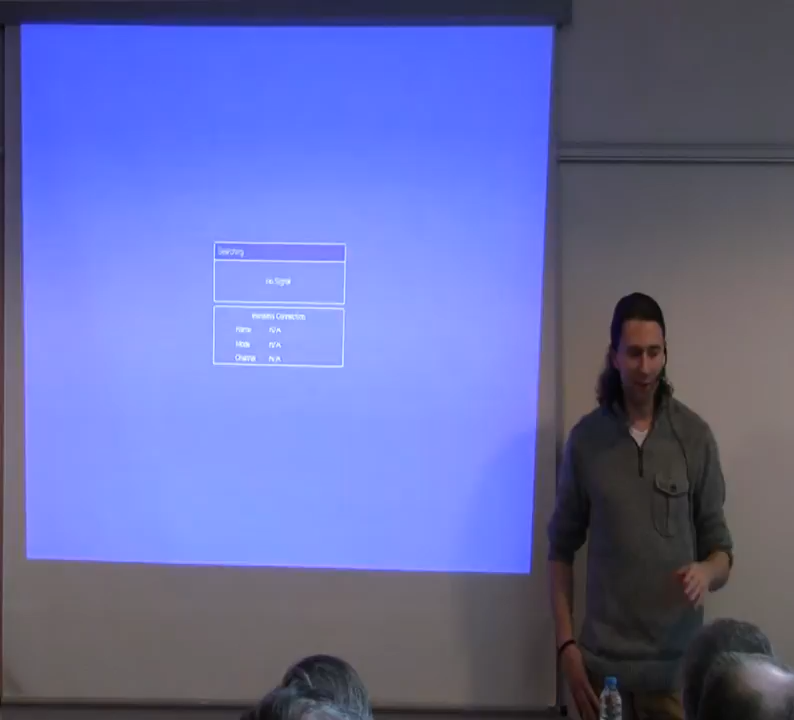 Searching
no Signal
Wireless Connection
Name N/A
Mode N/A
Channel N/A